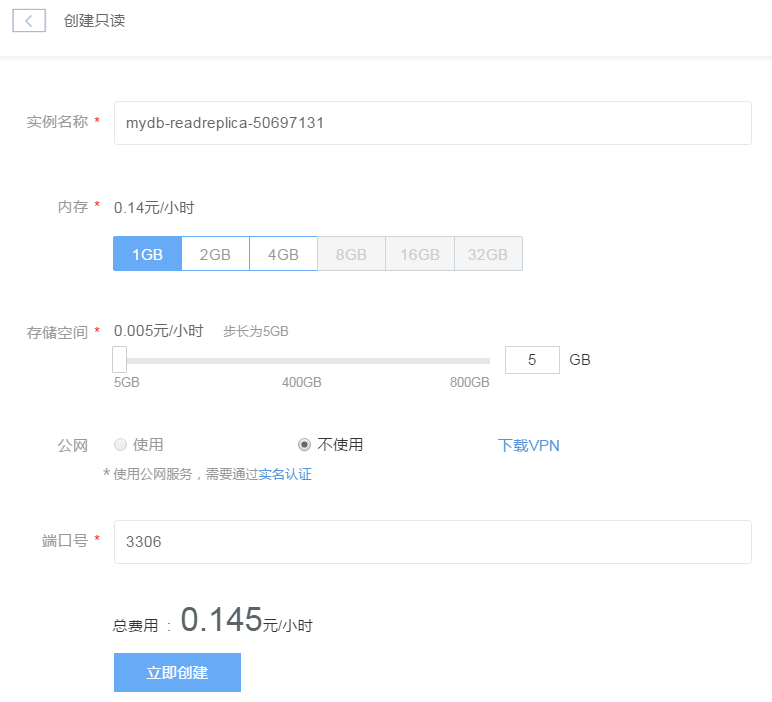 创建只读
实例名称 * mydb-readreplica-50697131
内存 * 0.14元/小时
1GB 2GB 4GB 8GB 16GB 32GB
存储空间 * 0.005元/小时 步长为5GB
5 GB
5GB 400GB 800GB
公网 使用 不使用 下载VPN
* 使用公网服务，需要通过实名认证
端口号 * 3306
总费用 : 0.145元/小时
立即创建